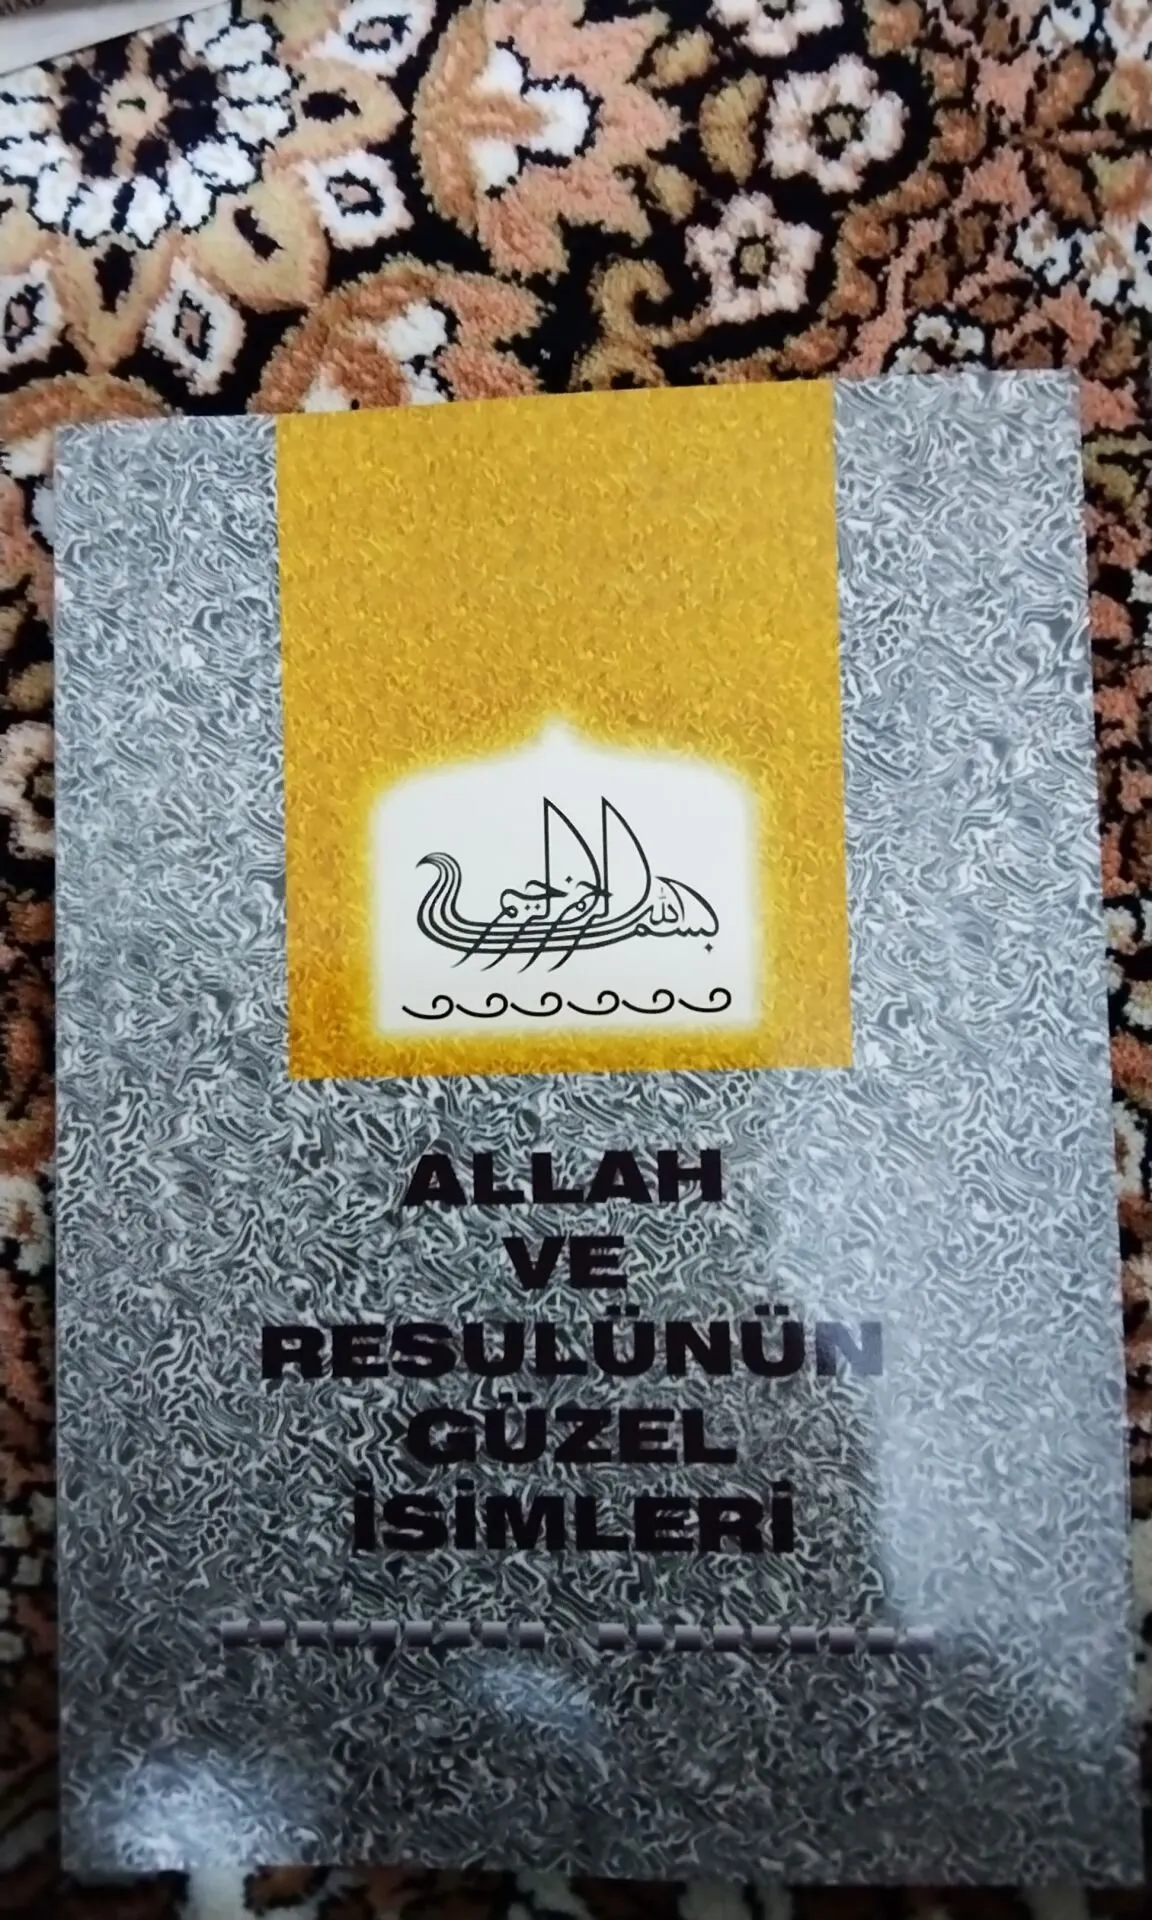 بسم الله الرحمن الرحيم
ALLAH
VE
RESULÜNÜN
GÜZEL
İSİMLERİ